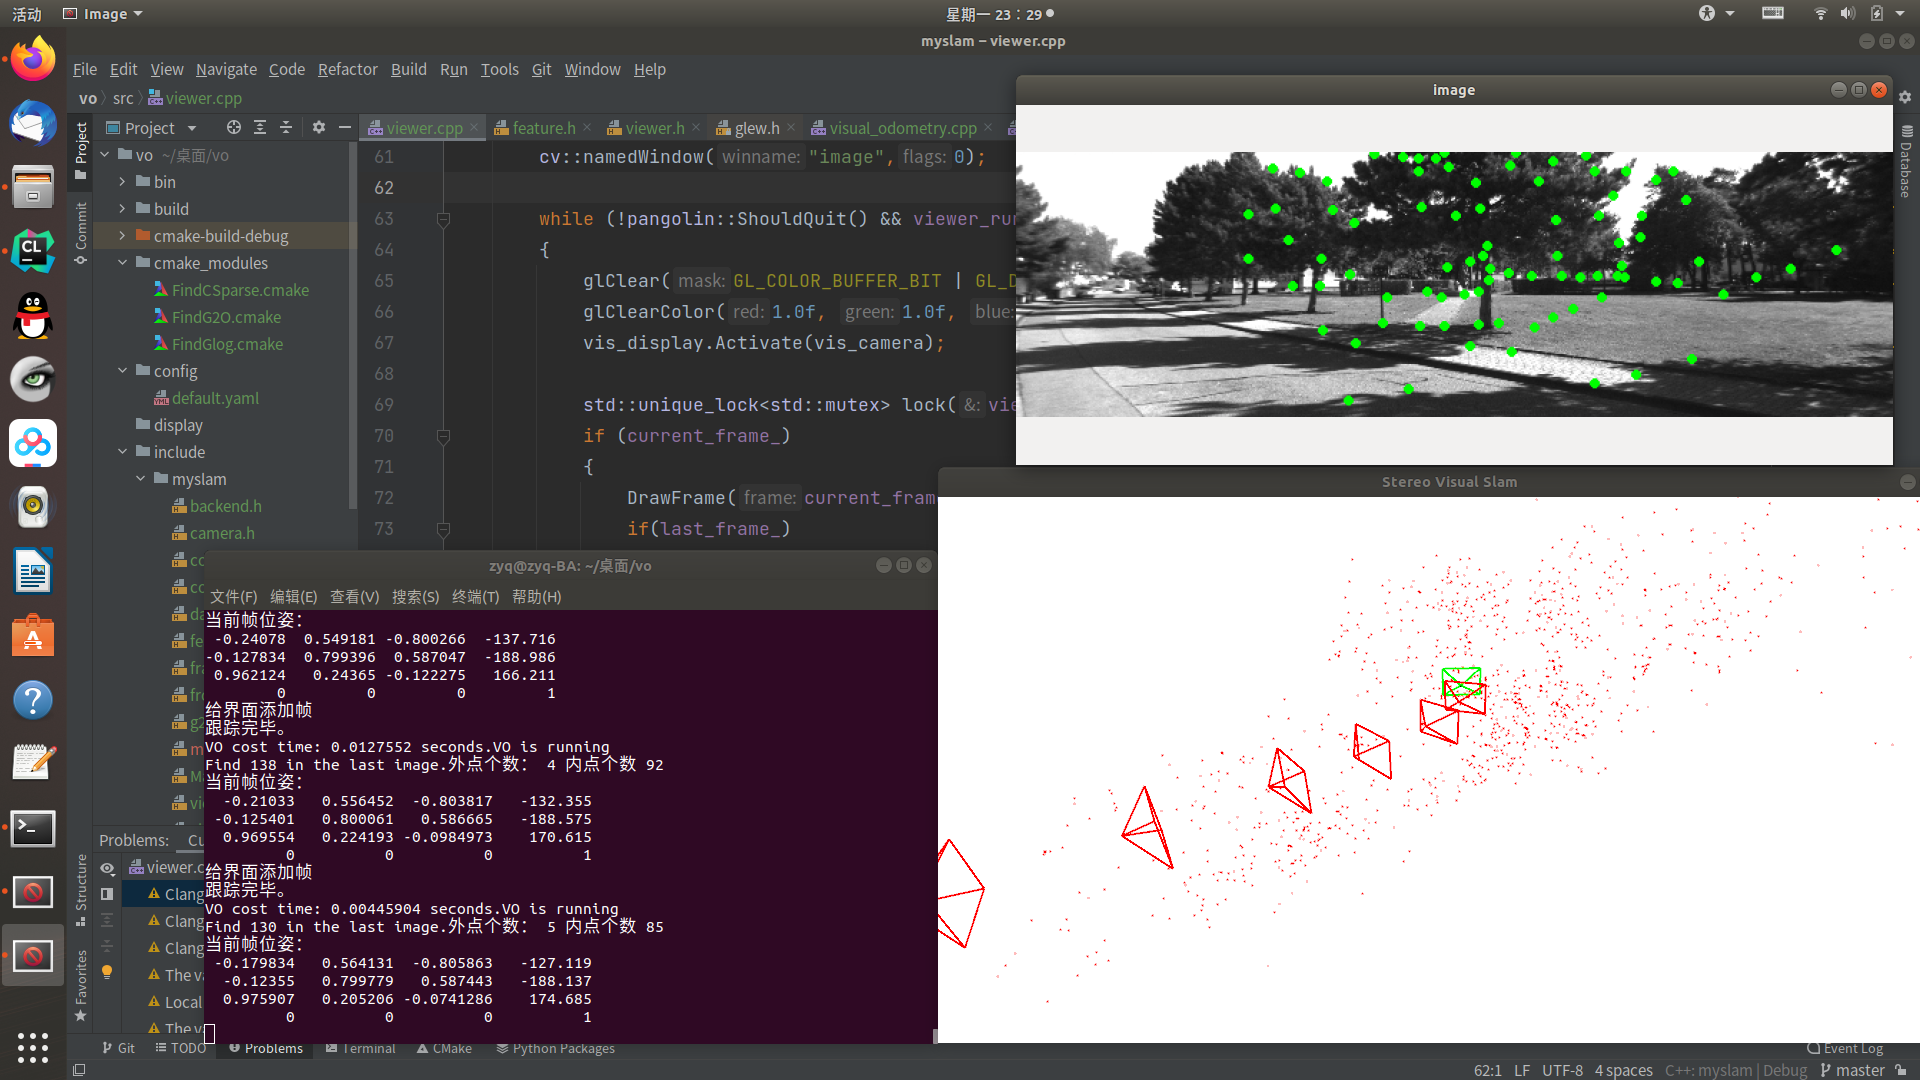 活动
Image
星期一 23：29
myslam – viewer.cpp
File Edit View Navigate Code Refactor Build Run Tools Git Window Help
vo src viewer.cpp
Project
viewer.cpp feature.h viewer.h glew.h visual_odometry.cpp
Project
Commit
Structure
Favorites
Database
vo ~/桌面/vo
bin
build
cmake-build-debug
cmake_modules
FindCSparse.cmake
FindG2O.cmake
FindGlog.cmake
config
default.yaml
display
include
myslam
backend.h
camera.h
61 cv::namedWindow( winname: "image", flags: 0);
62
63 while (!pangolin::ShouldQuit() && viewer_run
64 {
65 glClear( mask: GL_COLOR_BUFFER_BIT | GL_D
66 glClearColor( red: 1.0f, green: 1.0f, blue:
67 vis_display.Activate(vis_camera);
68
69 std::unique_lock<std::mutex> lock( &: vie
70 if (current_frame_)
71 {
72 DrawFrame( frame: current_fram
73 if(last_frame_)
image
Stereo Visual Slam
zyq@zyq-BA: ~/桌面/vo
文件(F) 编辑(E) 查看(V) 搜索(S) 终端(T) 帮助(H)
当前帧位姿：
-0.24078 0.549181 -0.800266 -137.716
-0.127834 0.799396 0.587047 -188.986
0.962124 0.24365 -0.122275 166.211
0 0 0 1
给界面添加帧
跟踪完毕。
VO cost time: 0.0127552 seconds.VO is running
Find 138 in the last image.外点个数： 4 内点个数 92
当前帧位姿：
-0.21033 0.556452 -0.803817 -132.355
-0.125401 0.800061 0.586665 -188.575
0.969554 0.224193 -0.0984973 170.615
0 0 0 1
给界面添加帧
跟踪完毕。
VO cost time: 0.00445904 seconds.VO is running
Find 130 in the last image.外点个数： 5 内点个数 85
当前帧位姿：
-0.179834 0.564131 -0.805863 -127.119
-0.12355 0.799779 0.587443 -188.137
0.975907 0.205206 -0.0741286 174.685
0 0 0 1
Problems: Cu
viewer.c
Clang
Clang
Clang
The va
Local
The va
Git TODO Problems Terminal CMake Python Packages
Event Log
62:1 LF UTF-8 4 spaces C++: myslam | Debug master